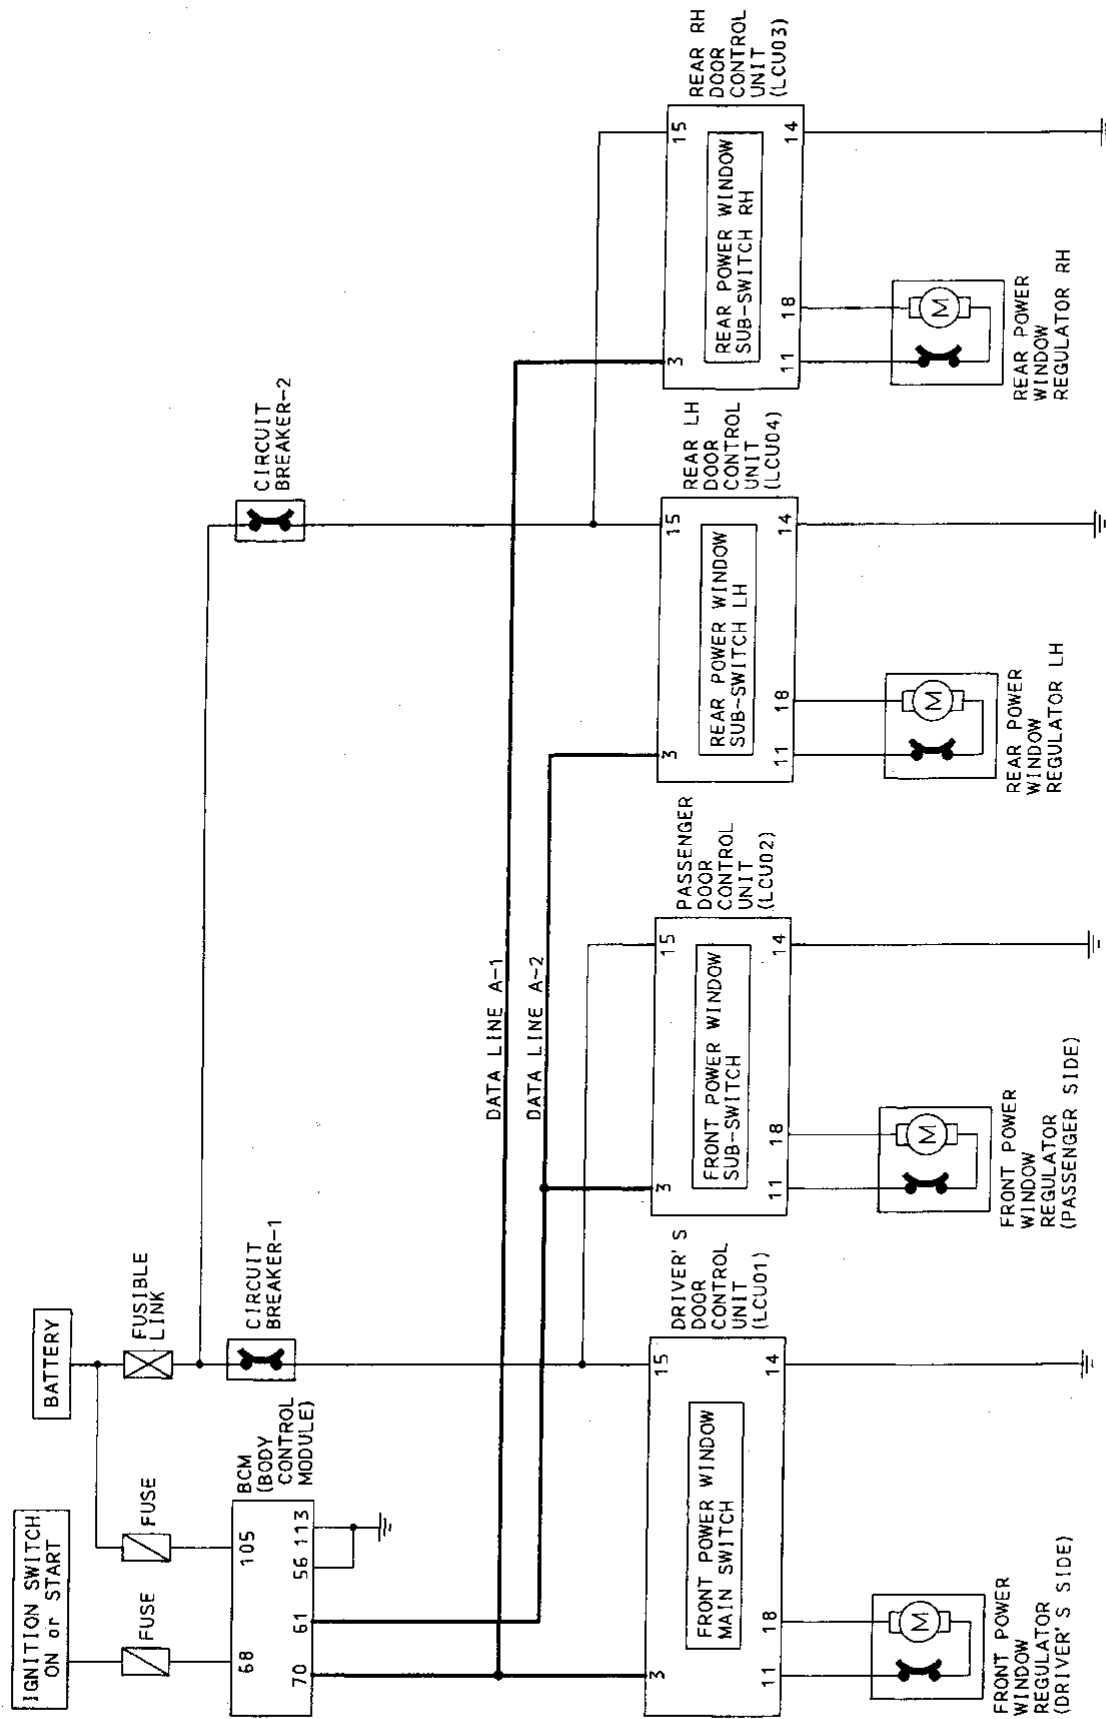 IGNITION SWITCH
ON or START
BATTERY
FUSE
FUSE
FUSIBLE
LINK
68
105
70
61
56
113
BCM
(BODY
CONTROL
MODULE)
CIRCUIT
BREAKER-1
CIRCUIT
BREAKER-2
DATA LINE A-1
DATA LINE A-2
3
15
FRONT POWER WINDOW
MAIN SWITCH
11
18
14
DRIVER'S
DOOR
CONTROL
UNIT
(LCU01)
M
FRONT POWER
WINDOW
REGULATOR
(DRIVER'S SIDE)
3
15
FRONT POWER WINDOW
SUB-SWITCH
11
18
14
PASSENGER
DOOR
CONTROL
UNIT
(LCU02)
M
FRONT POWER
WINDOW
REGULATOR
(PASSENGER SIDE)
3
15
REAR POWER WINDOW
SUB-SWITCH LH
11
18
14
REAR LH
DOOR
CONTROL
UNIT
(LCU04)
M
REAR POWER
WINDOW
REGULATOR LH
3
15
REAR POWER WINDOW
SUB-SWITCH RH
11
18
14
REAR RH
DOOR
CONTROL
UNIT
(LCU03)
M
REAR POWER
WINDOW
REGULATOR RH